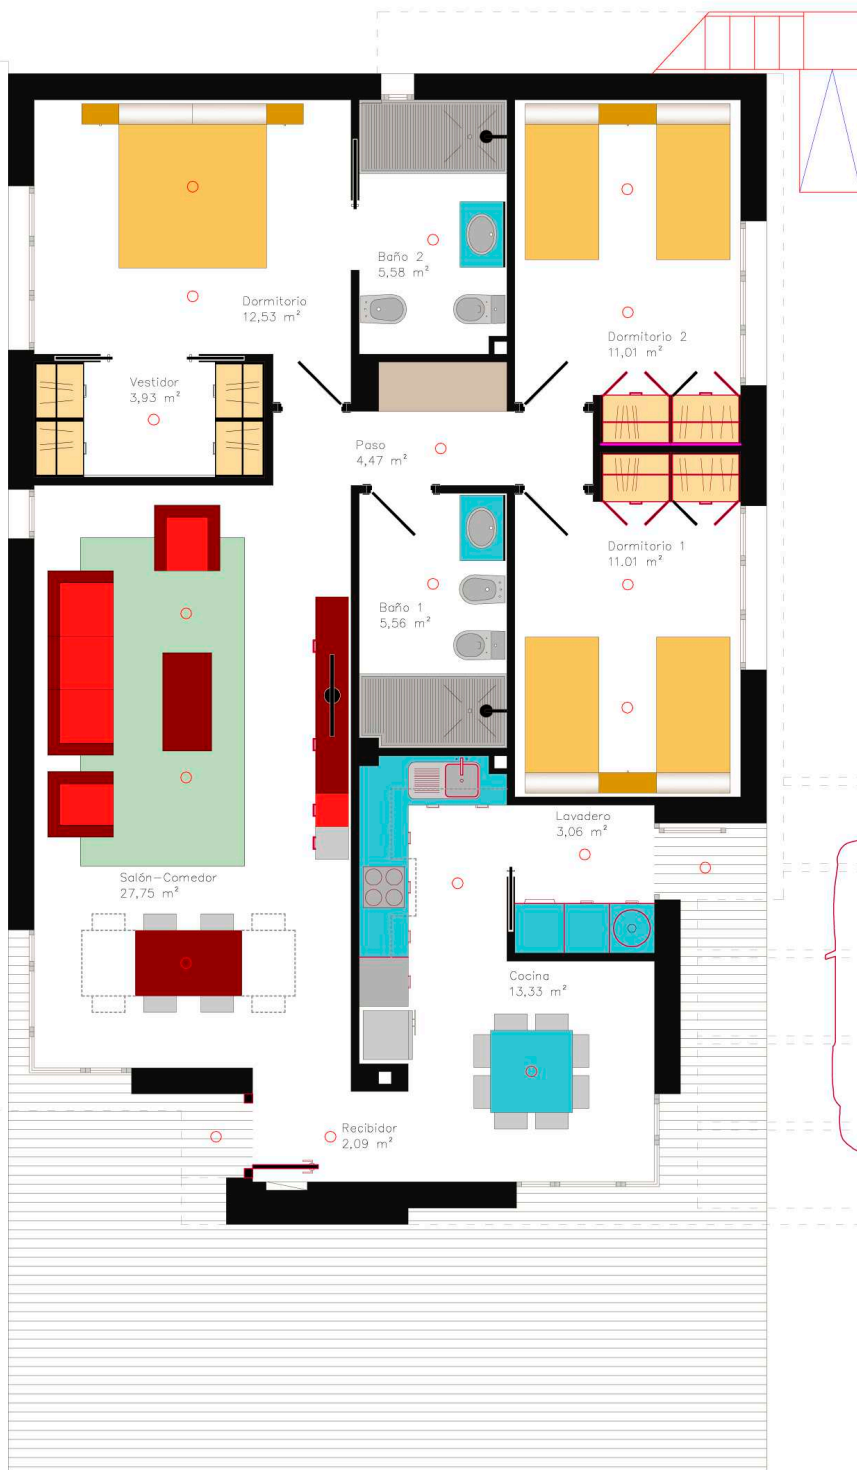 Baño 2
5,58 m²
Dormitorio
12,53 m²
Dormitorio 2
11,01 m²
Vestidor
3,93 m²
Paso
4,47 m²
Dormitorio 1
11.01 m²
Baño 1
5,56 m²
Lavadero
3,06 m²
Salón-Comedor
27,75 m²
Cocina
13,33 m²
Recibidor
2,09 m²